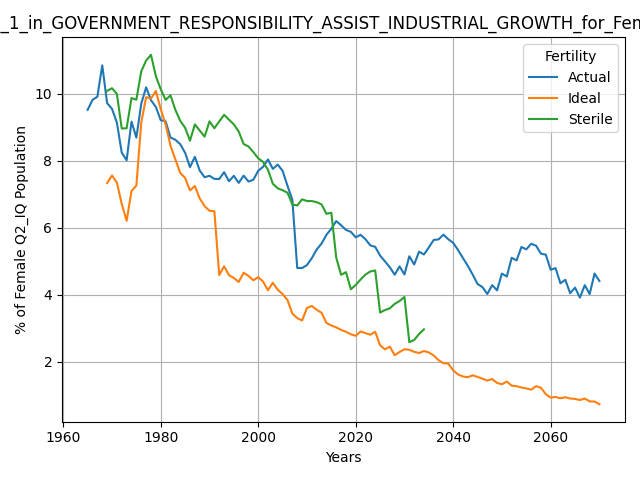 _1_in_GOVERNMENT_RESPONSIBILITY_ASSIST_INDUSTRIAL_GROWTH_for_Fem
Fertility
Actual
Ideal
Sterile
% of Female Q2_IQ Population
10
8
6
4
2
1960 1980 2000 2020 2040 2060
Years